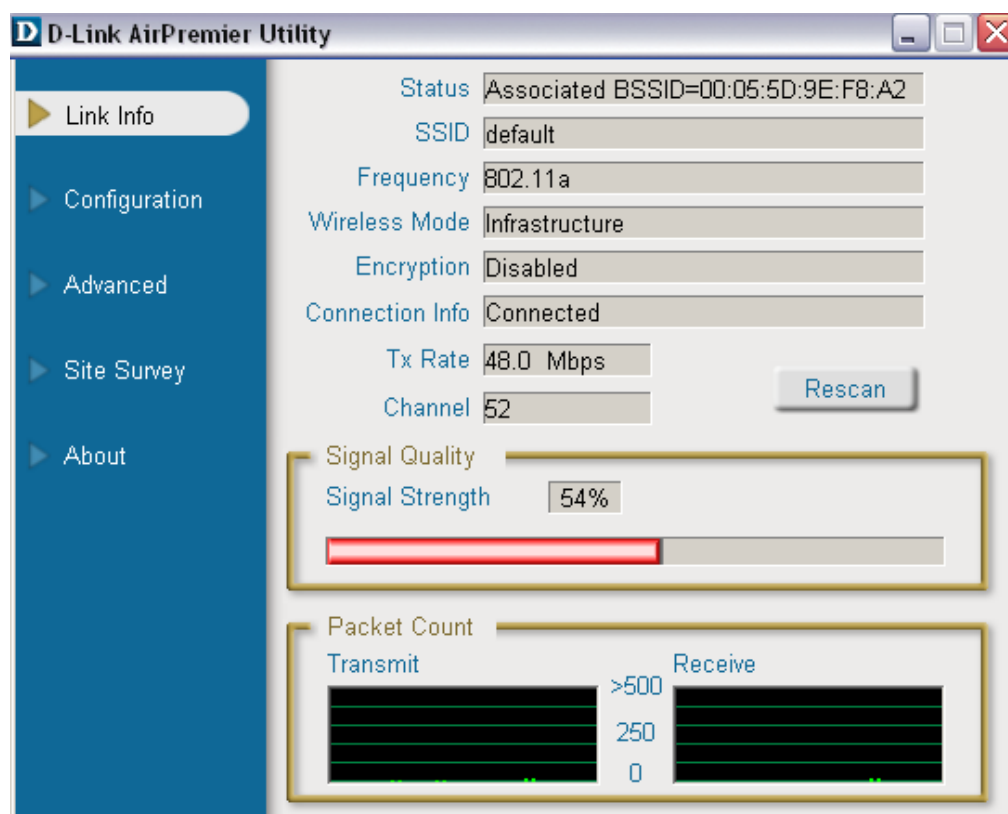 D D-Link AirPremier Utility
Link Info
Configuration
Advanced
Site Survey
About
Status Associated BSSID=00:05:5D:9E:F8:A2
SSID default
Frequency 802.11a
Wireless Mode Infrastructure
Encryption Disabled
Connection Info Connected
Tx Rate 48.0 Mbps
Channel 52
Rescan
Signal Quality
Signal Strength 54%
Packet Count
Transmit
Receive
>500
250
0